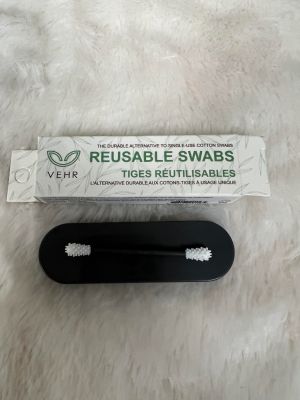 THE DURABLE ALTERNATIVE TO SINGLE-USE COTTON SWABS
REUSABLE SWABS
VEHR
TIGES RÉUTILISABLES
L'ALTERNATIVE DURABLE AUX COTONS-TIGES À USAGE UNIQUE